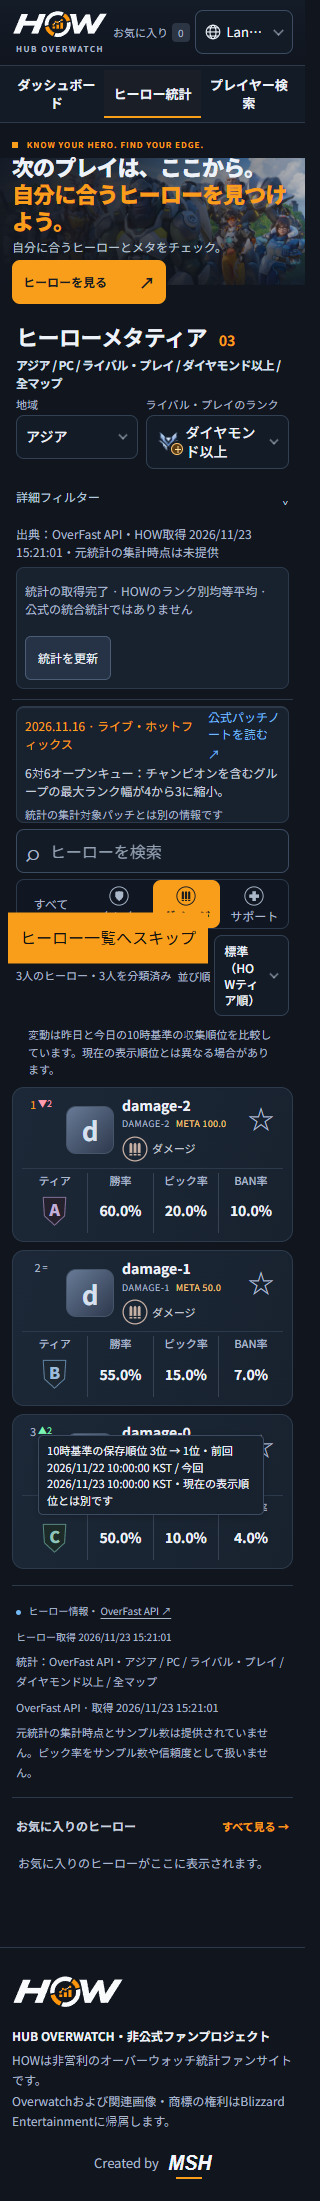 HOW
HUB OVERWATCH
お気に入り 0
Lan…
ダッシュボー
ド
ヒーロー統計
プレイヤー検
索
KNOW YOUR HERO. FIND YOUR EDGE.
次のプレイは、ここから。
自分に合うヒーローを見つけ
よう。
自分に合うヒーローとメタをチェック。
ヒーローを見る ↗
ヒーローメタティア 03
アジア / PC / ライバル・プレイ / ダイヤモンド以上 /
全マップ
地域
アジア
ライバル・プレイのランク
ダイヤモン
ド以上
詳細フィルター
出典：OverFast API・HOW取得 2026/11/23
15:21:01・元統計の集計時点は未提供
統計の取得完了 · HOWのランク別均等平均 ·
公式の統合統計ではありません
統計を更新
2026.11.16 · ライブ・ホットフ
ィックス
公式パッチノ
ートを読む
↗
6対6オープンキュー：チャンピオンを含むグル
ープの最大ランク幅が4から3に縮小。
統計の集計対象パッチとは別の情報です
ヒーローを検索
すべて
サポート
ヒーロー一覧へスキップ
3人のヒーロー・3人を分類済み
並び順
標準
（HO
Wティ
ア順）
変動は昨日と今日の10時基準の収集順位を比較し
ています。現在の表示順位とは異なる場合があり
ます。
1 ▼2
d
damage-2
DAMAGE-2 META 100.0
ダメージ
☆
ティア 勝率 ピック率 BAN率
A 60.0% 20.0% 10.0%
2 =
d
damage-1
DAMAGE-1 META 50.0
ダメージ
☆
ティア 勝率 ピック率 BAN率
B 55.0% 15.0% 7.0%
3 ▲2
damage-0
10時基準の保存順位 3位 → 1位・前回
2026/11/22 10:00:00 KST / 今回
2026/11/23 10:00:00 KST・現在の表示順
位とは別です
C 50.0% 10.0% 4.0%
ヒーロー情報・ OverFast API ↗
ヒーロー取得 2026/11/23 15:21:01
統計：OverFast API・アジア / PC / ライバル・プレイ /
ダイヤモンド以上 / 全マップ
OverFast API · 取得 2026/11/23 15:21:01
元統計の集計時点とサンプル数は提供されていませ
ん。ピック率をサンプル数や信頼度として扱いませ
ん。
お気に入りのヒーロー
すべて見る →
お気に入りのヒーローがここに表示されます。
HOW
HUB OVERWATCH・非公式ファンプロジェクト
HOWは非営利のオーバーウォッチ統計ファンサイト
です。
Overwatchおよび関連画像・商標の権利はBlizzard
Entertainmentに帰属します。
Created by MSH